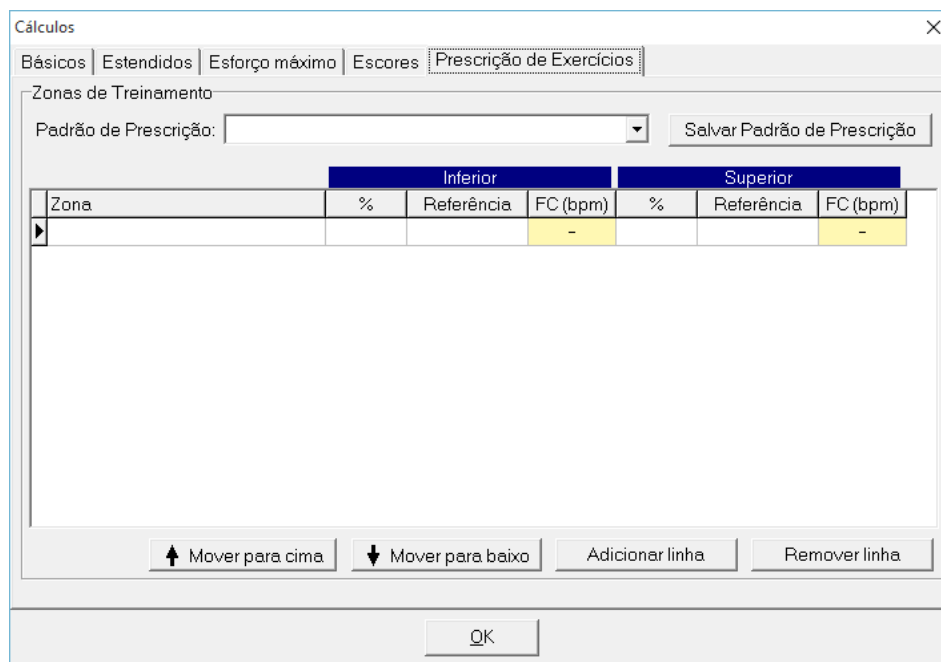 Cálculos
Básicos Estendidos Esforço máximo Escores Prescrição de Exercícios
Zonas de Treinamento
Padrão de Prescrição: Salvar Padrão de Prescrição
Inferior Superior
Zona % Referência FC (bpm) % Referência FC (bpm)
- -
Mover para cima Mover para baixo Adicionar linha Remover linha
OK